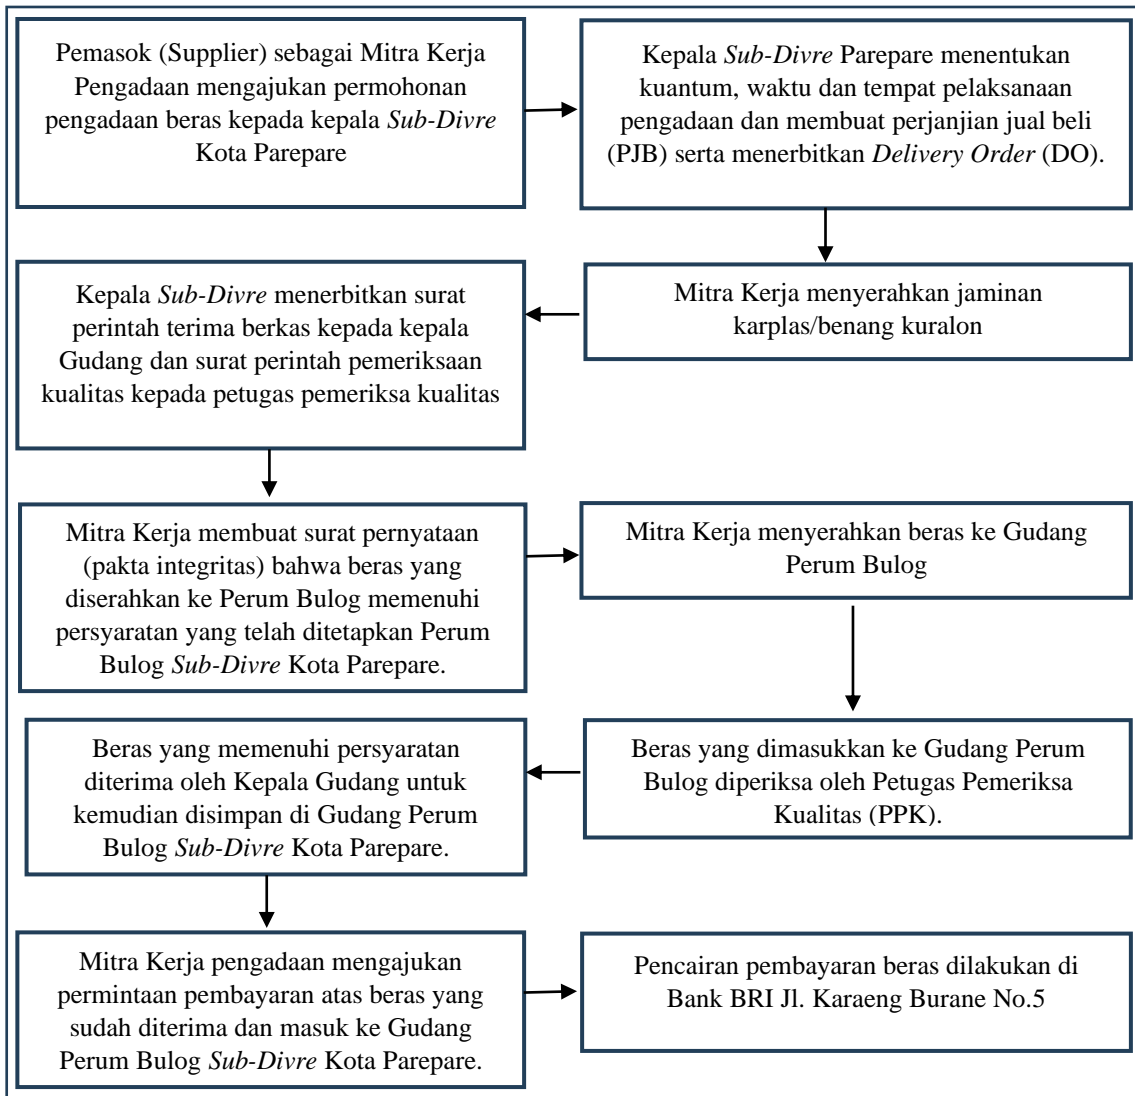 Pemasok (Supplier) sebagai Mitra Kerja
Pengadaan mengajukan permohonan
pengadaan beras kepada kepala Sub-Divre
Kota Parepare
Kepala Sub-Divre Parepare menentukan
kuantum, waktu dan tempat pelaksanaan
pengadaan dan membuat perjanjian jual beli
(PJB) serta menerbitkan Delivery Order (DO).
Mitra Kerja menyerahkan jaminan
karplas/benang kuralon
Kepala Sub-Divre menerbitkan surat
perintah terima berkas kepada kepala
Gudang dan surat perintah pemeriksaan
kualitas kepada petugas pemeriksa kualitas
Mitra Kerja membuat surat pernyataan
(pakta integritas) bahwa beras yang
diserahkan ke Perum Bulog memenuhi
persyaratan yang telah ditetapkan Perum
Bulog Sub-Divre Kota Parepare.
Mitra Kerja menyerahkan beras ke Gudang
Perum Bulog
Beras yang dimasukkan ke Gudang Perum
Bulog diperiksa oleh Petugas Pemeriksa
Kualitas (PPK).
Beras yang memenuhi persyaratan
diterima oleh Kepala Gudang untuk
kemudian disimpan di Gudang Perum
Bulog Sub-Divre Kota Parepare.
Mitra Kerja pengadaan mengajukan
permintaan pembayaran atas beras yang
sudah diterima dan masuk ke Gudang
Perum Bulog Sub-Divre Kota Parepare.
Pencairan pembayaran beras dilakukan di
Bank BRI Jl. Karaeng Burane No.5